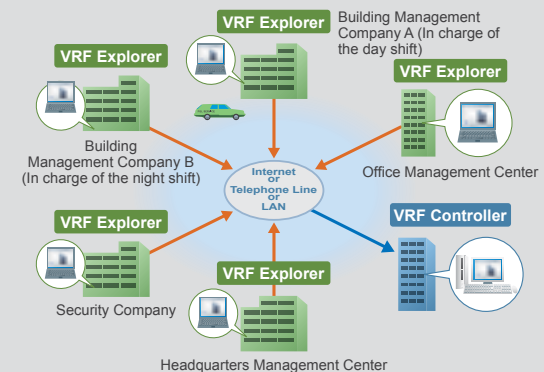 VRF Explorer
Building Management
Company A (In charge of
the day shift)
VRF Explorer
Building
Management Company B
(In charge of the night shift)
VRF Explorer
Office Management Center
Internet
or
Telephone Line
or
LAN
VRF Explorer
Security Company
VRF Controller
VRF Explorer
Headquarters Management Center